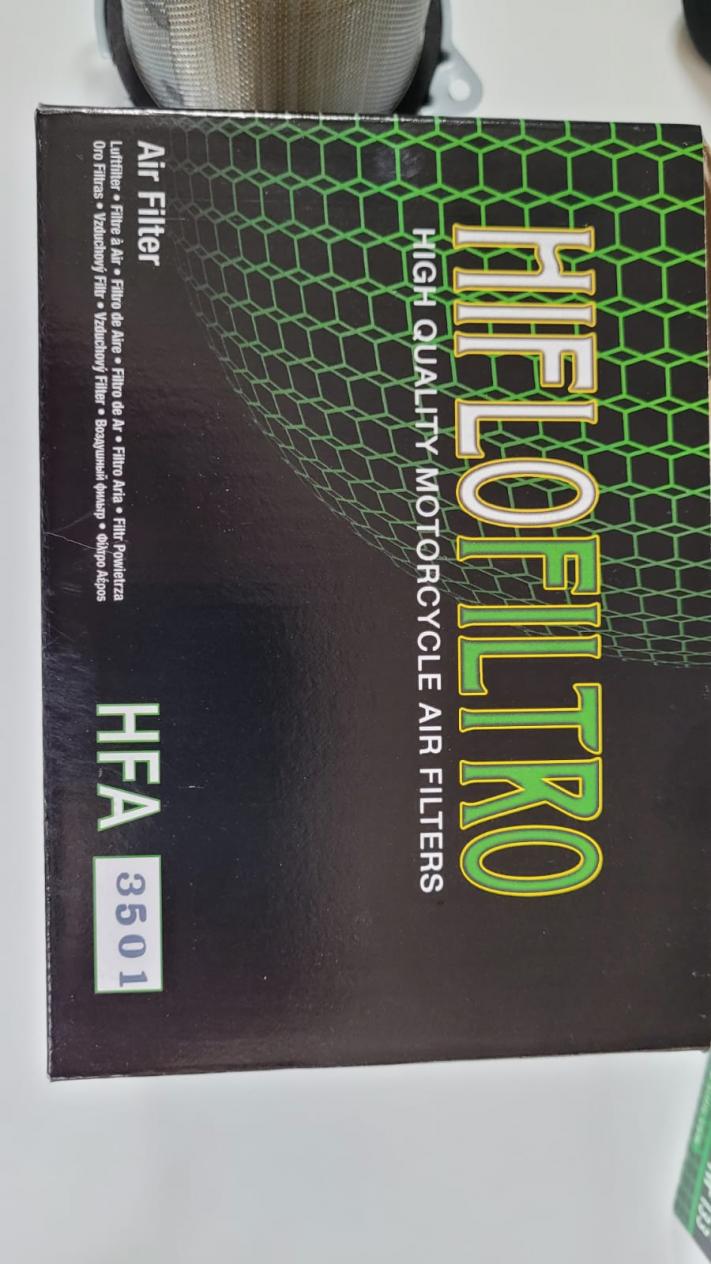 HIFLOFILTRO
HIGH QUALITY MOTORCYCLE AIR FILTERS
Air Filter
Luftfilter • Filtre à Air • Filtro de Aire • Filtro de Ar • Filtro Aria • Filtr Powietrza
Oro Filtras • Vzduchový Filtr • Vzduchový Filter • Воздушный фильтр • Φίλτρο Αέρος
HFA 3501